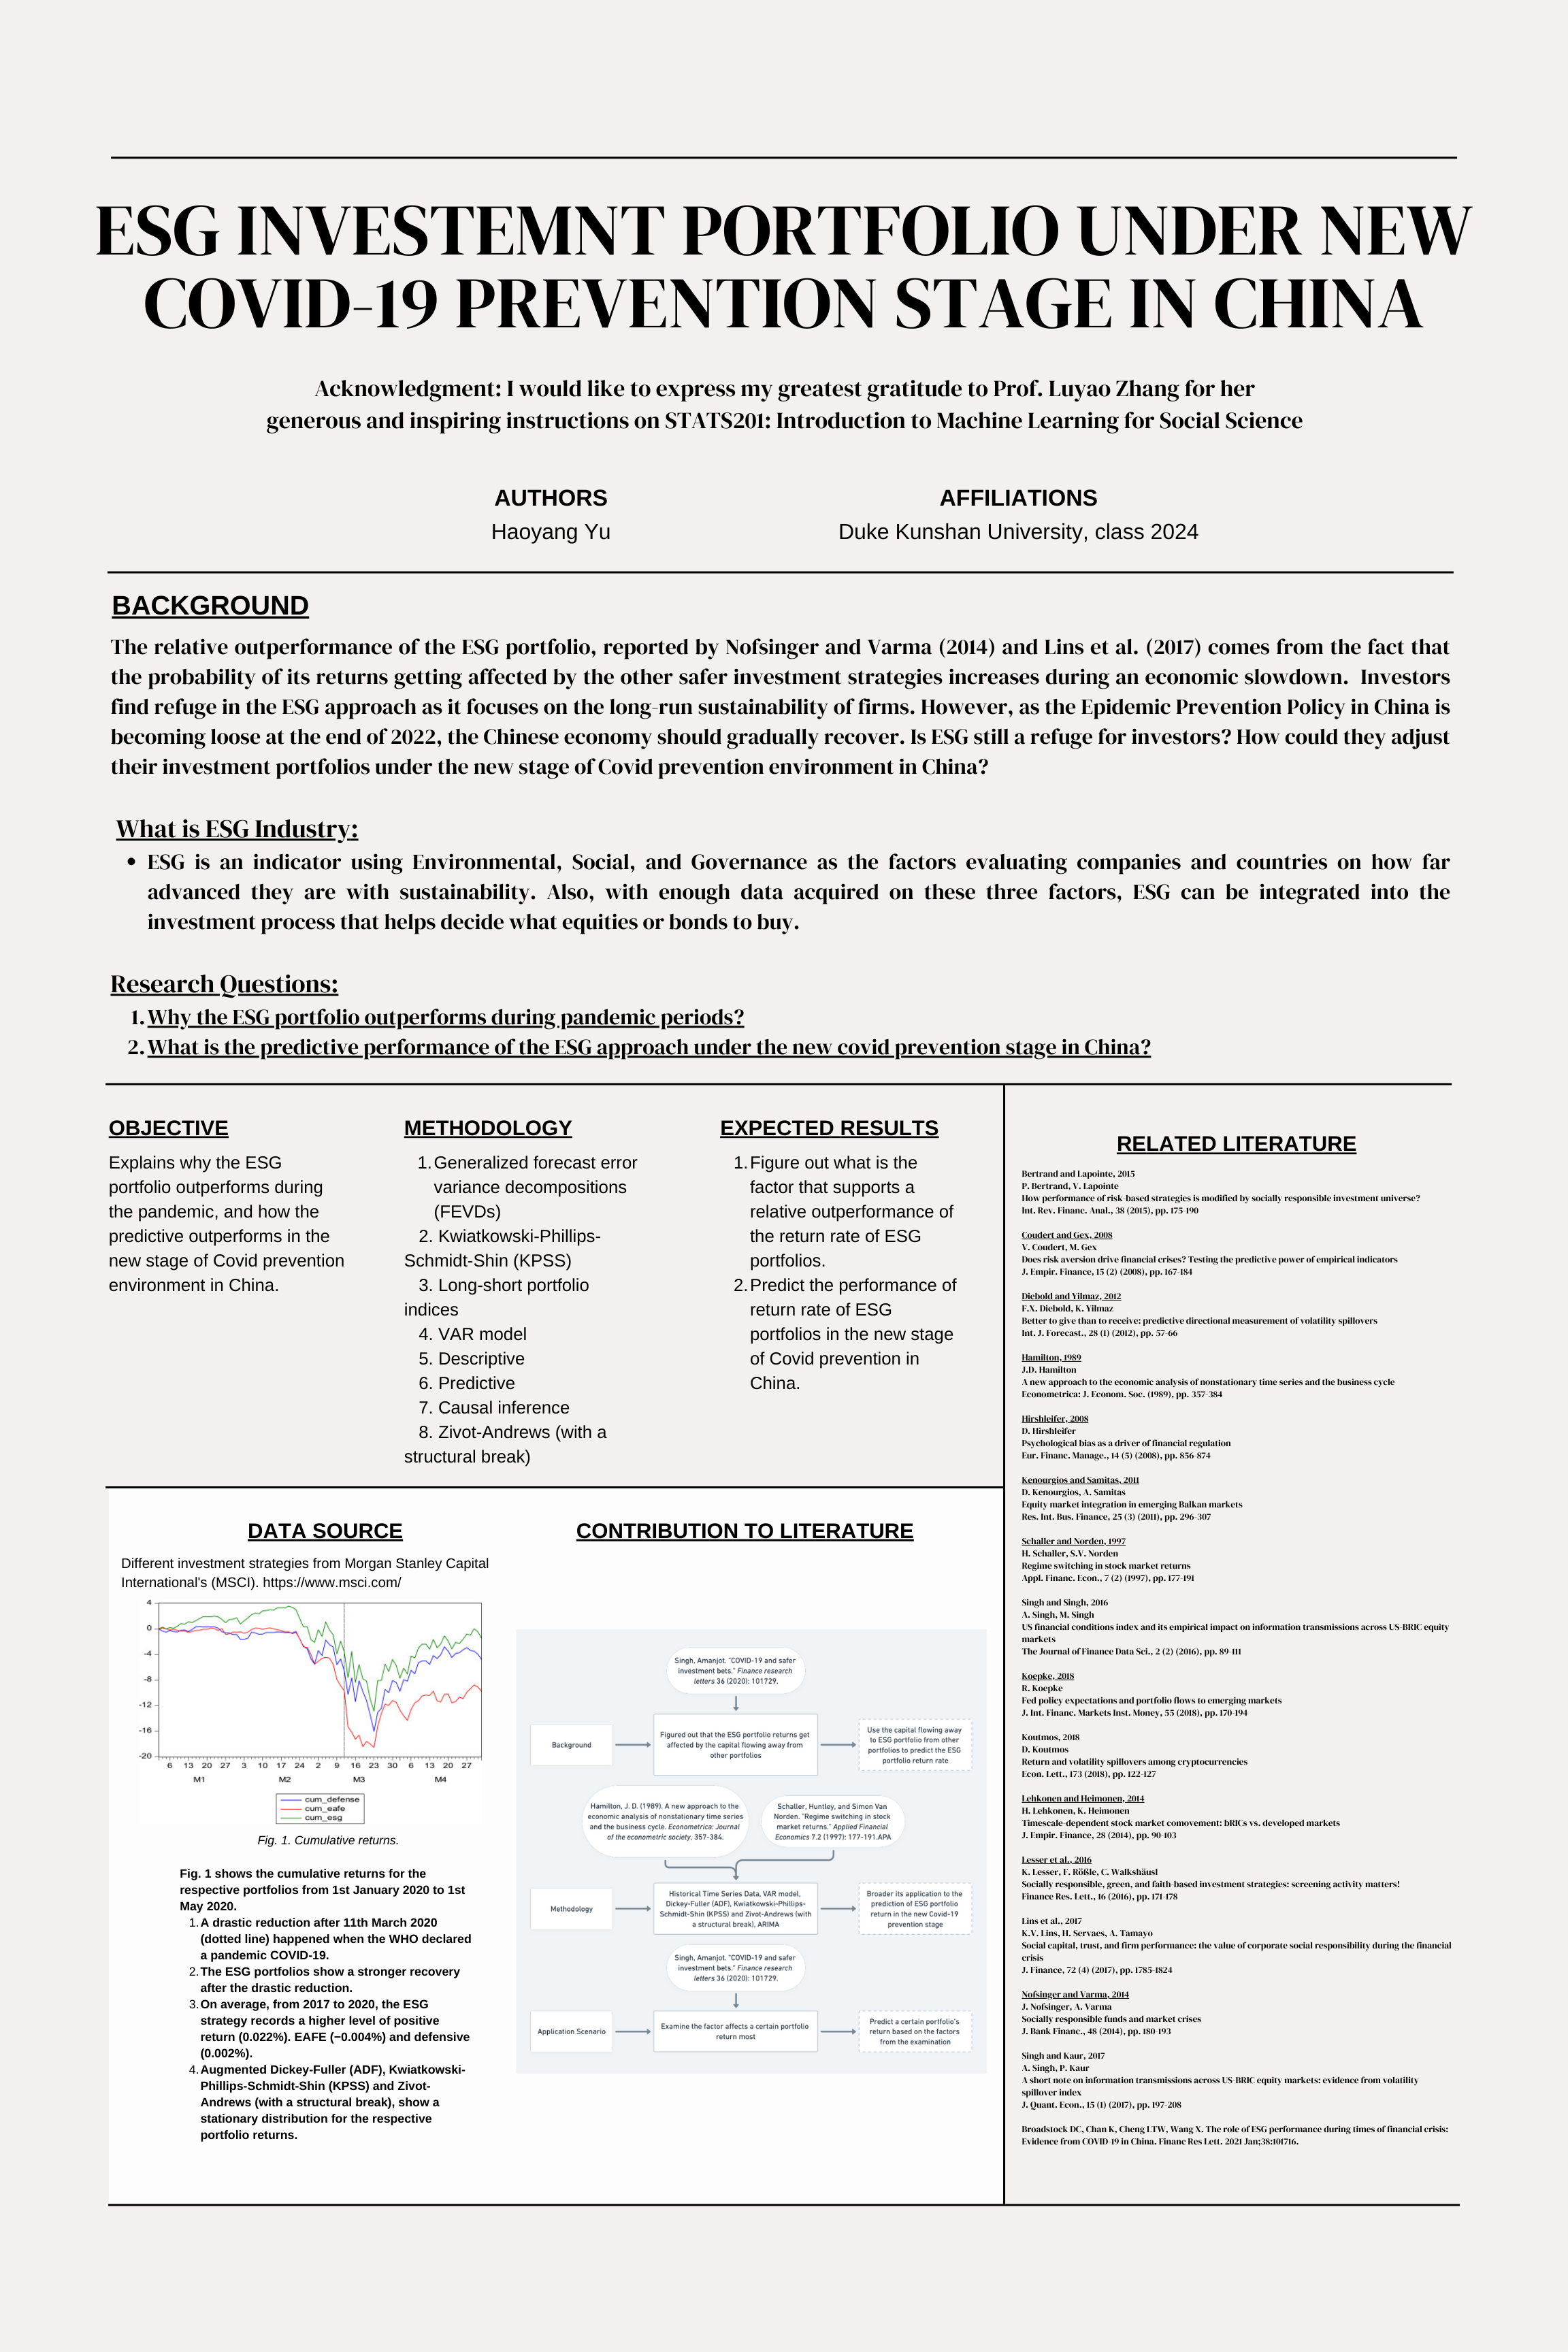 ESG INVESTEMNT PORTFOLIO UNDER NEW
COVID-19 PREVENTION STAGE IN CHINA
Acknowledgment: I would like to express my greatest gratitude to Prof. Luyao Zhang for her
generous and inspiring instructions on STATS201: Introduction to Machine Learning for Social Science
AUTHORS
Haoyang Yu
AFFILIATIONS
Duke Kunshan University, class 2024
BACKGROUND
The relative outperformance of the ESG portfolio, reported by Nofsinger and Varma (2014) and Lins et al. (2017) comes from the fact that
the probability of its returns getting affected by the other safer investment strategies increases during an economic slowdown. Investors
find refuge in the ESG approach as it focuses on the long-run sustainability of firms. However, as the Epidemic Prevention Policy in China is
becoming loose at the end of 2022, the Chinese economy should gradually recover. Is ESG still a refuge for investors? How could they adjust
their investment portfolios under the new stage of Covid prevention environment in China?
What is ESG Industry:
• ESG is an indicator using Environmental, Social, and Governance as the factors evaluating companies and countries on how far
advanced they are with sustainability. Also, with enough data acquired on these three factors, ESG can be integrated into the
investment process that helps decide what equities or bonds to buy.
Research Questions:
1. Why the ESG portfolio outperforms during pandemic periods?
2. What is the predictive performance of the ESG approach under the new covid prevention stage in China?
OBJECTIVE
Explains why the ESG
portfolio outperforms during
the pandemic, and how the
predictive outperforms in the
new stage of Covid prevention
environment in China.
METHODOLOGY
1. Generalized forecast error
variance decompositions
(FEVDs)
2. Kwiatkowski-Phillips-
Schmidt-Shin (KPSS)
3. Long-short portfolio
indices
4. VAR model
5. Descriptive
6. Predictive
7. Causal inference
8. Zivot-Andrews (with a
structural break)
EXPECTED RESULTS
1. Figure out what is the
factor that supports a
relative outperformance of
the return rate of ESG
portfolios.
2. Predict the performance of
return rate of ESG
portfolios in the new stage
of Covid prevention in
China.
DATA SOURCE
Different investment strategies from Morgan Stanley Capital
International's (MSCI). https://www.msci.com/
4
0
-4
-8
-12
-16
-20
6 13 20 27 3 10 17 24 2 9 16 23 30 6 13 20 27
M1 M2 M3 M4
cum_defense
cum_eafe
cum_esg
Fig. 1. Cumulative returns.
Fig. 1 shows the cumulative returns for the
respective portfolios from 1st January 2020 to 1st
May 2020.
1. A drastic reduction after 11th March 2020
(dotted line) happened when the WHO declared
a pandemic COVID-19.
2. The ESG portfolios show a stronger recovery
after the drastic reduction.
3. On average, from 2017 to 2020, the ESG
strategy records a higher level of positive
return (0.022%). EAFE (−0.004%) and defensive
(0.002%).
4. Augmented Dickey-Fuller (ADF), Kwiatkowski-
Phillips-Schmidt-Shin (KPSS) and Zivot-
Andrews (with a structural break), show a
stationary distribution for the respective
portfolio returns.
CONTRIBUTION TO LITERATURE
Singh, Amanjot. "COVID-19 and safer
investment bets." Finance research
letters 36 (2020): 101729.
Background
Figured out that the ESG portfolio returns get
affected by the capital flowing away from
other portfolios
Use the capital flowing away
to ESG portfolio from other
portfolios to predict the ESG
portfolio return rate
Hamilton, J. D. (1989). A new approach to the
economic analysis of nonstationary time series
and the business cycle. Econometrica: Journal
of the econometric society, 357-384.
Schaller, Huntley, and Simon Van
Norden. "Regime switching in stock
market returns." Applied Financial
Economics 7.2 (1997): 177-191.APA
Methodology
Historical Time Series Data, VAR model,
Dickey-Fuller (ADF), Kwiatkowski-Phillips-
Schmidt-Shin (KPSS) and Zivot-Andrews (with
a structural break), ARIMA
Broader its application to the
prediction of ESG portfolio
return in the new Covid-19
prevention stage
Singh, Amanjot. "COVID-19 and safer
investment bets." Finance research
letters 36 (2020): 101729.
Application Scenario
Examine the factor affects a certain portfolio
return most
Predict a certain portfolio's
return based on the factors
from the examination
RELATED LITERATURE
Bertrand and Lapointe, 2015
P. Bertrand, V. Lapointe
How performance of risk-based strategies is modified by socially responsible investment universe?
Int. Rev. Financ. Anal., 38 (2015), pp. 175-190
Coudert and Gex, 2008
V. Coudert, M. Gex
Does risk aversion drive financial crises? Testing the predictive power of empirical indicators
J. Empir. Finance, 15 (2) (2008), pp. 167-184
Diebold and Yilmaz, 2012
F.X. Diebold, K. Yilmaz
Better to give than to receive: predictive directional measurement of volatility spillovers
Int. J. Forecast., 28 (1) (2012), pp. 57-66
Hamilton, 1989
J.D. Hamilton
A new approach to the economic analysis of nonstationary time series and the business cycle
Econometrica: J. Econom. Soc. (1989), pp. 357-384
Hirshleifer, 2008
D. Hirshleifer
Psychological bias as a driver of financial regulation
Eur. Financ. Manage., 14 (5) (2008), pp. 856-874
Kenourgios and Samitas, 2011
D. Kenourgios, A. Samitas
Equity market integration in emerging Balkan markets
Res. Int. Bus. Finance, 25 (3) (2011), pp. 296-307
Schaller and Norden, 1997
H. Schaller, S.V. Norden
Regime switching in stock market returns
Appl. Financ. Econ., 7 (2) (1997), pp. 177-191
Singh and Singh, 2016
A. Singh, M. Singh
US financial conditions index and its empirical impact on information transmissions across US-BRIC equity
markets
The Journal of Finance Data Sci., 2 (2) (2016), pp. 89-111
Koepke, 2018
R. Koepke
Fed policy expectations and portfolio flows to emerging markets
J. Int. Financ. Markets Inst. Money, 55 (2018), pp. 170-194
Koutmos, 2018
D. Koutmos
Return and volatility spillovers among cryptocurrencies
Econ. Lett., 173 (2018), pp. 122-127
Lehkonen and Heimonen, 2014
H. Lehkonen, K. Heimonen
Timescale-dependent stock market comovement: bRICs vs. developed markets
J. Empir. Finance, 28 (2014), pp. 90-103
Lesser et al., 2016
K. Lesser, F. Rößle, C. Walkshäusl
Socially responsible, green, and faith-based investment strategies: screening activity matters!
Finance Res. Lett., 16 (2016), pp. 171-178
Lins et al., 2017
K.V. Lins, H. Servaes, A. Tamayo
Social capital, trust, and firm performance: the value of corporate social responsibility during the financial
crisis
J. Finance, 72 (4) (2017), pp. 1785-1824
Nofsinger and Varma, 2014
J. Nofsinger, A. Varma
Socially responsible funds and market crises
J. Bank Financ., 48 (2014), pp. 180-193
Singh and Kaur, 2017
A. Singh, P. Kaur
A short note on information transmissions across US-BRIC equity markets: evidence from volatility
spillover index
J. Quant. Econ., 15 (1) (2017), pp. 197-208
Broadstock DC, Chan K, Cheng LTW, Wang X. The role of ESG performance during times of financial crisis:
Evidence from COVID-19 in China. Financ Res Lett. 2021 Jan;38:101716.